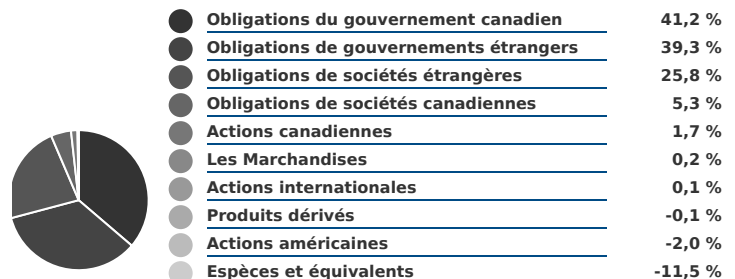 Obligations du gouvernement canadien 41,2 %
Obligations de gouvernements étrangers 39,3 %
Obligations de sociétés étrangères 25,8 %
Obligations de sociétés canadiennes 5,3 %
Actions canadiennes 1,7 %
Les Marchandises 0,2 %
Actions internationales 0,1 %
Produits dérivés -0,1 %
Actions américaines -2,0 %
Espèces et équivalents -11,5 %